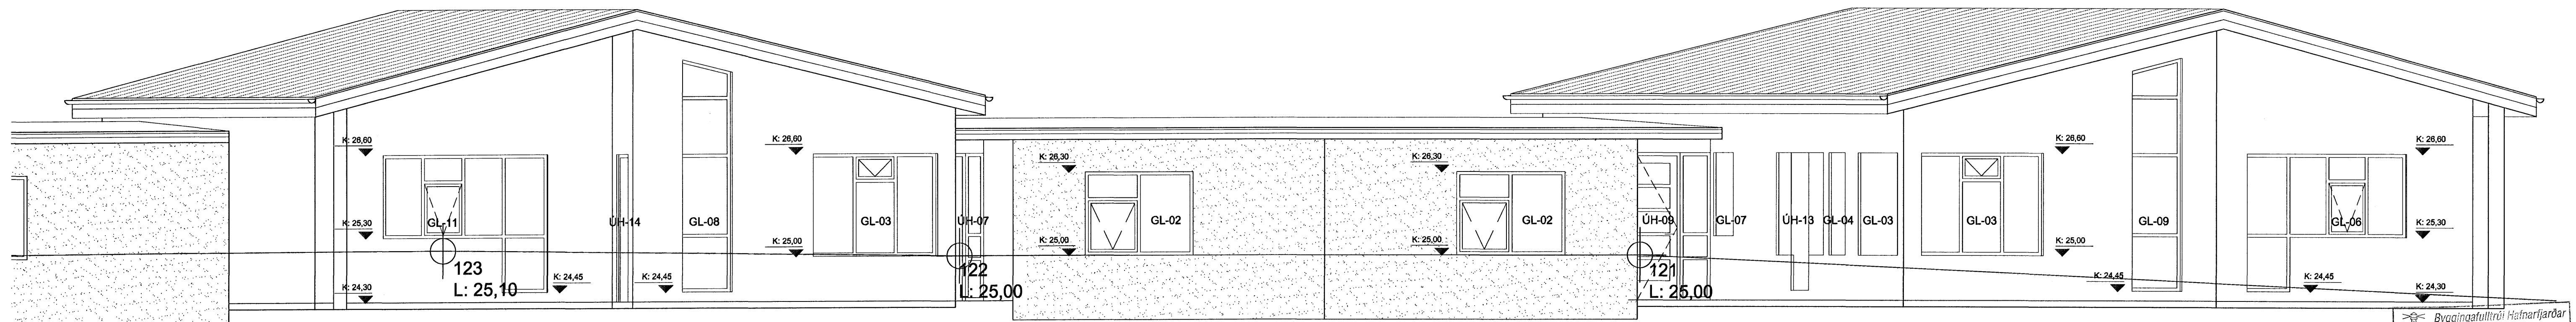 K: 26,60
K: 25,30
K: 24,30
GL-11
123
L: 25,10
K: 24,45
ÚH-14
K: 24,45
GL-08
K: 26,60
K: 25,00
GL-03
ÚH-07
122
L: 25,00
K: 26,30
K: 25,00
GL-02
K: 26,30
K: 25,00
GL-02
ÚH-09
121
L: 25,00
GL-07
ÚH-13
GL-04
GL-03
GL-03
K: 26,60
K: 25,00
K: 24,45
GL-09
K: 24,45
GL-06
K: 26,60
K: 25,30
K: 24,30
Byggingafulltrúi Hafnarfjarðar